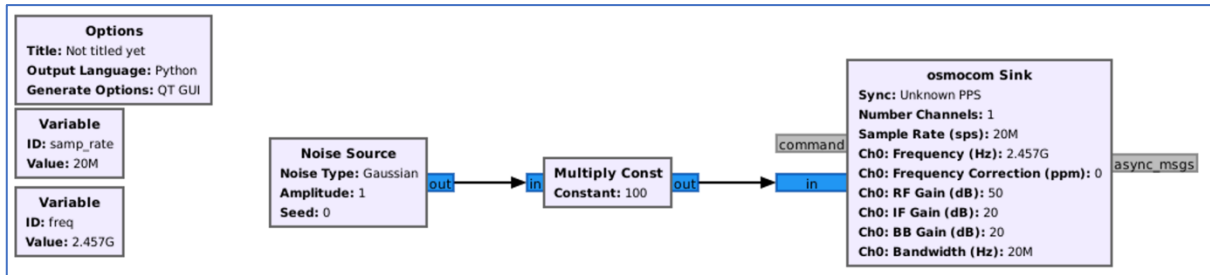 Options
Title: Not titled yet
Output Language: Python
Generate Options: QT GUI
Variable
ID: samp_rate
Value: 20M
Variable
ID: freq
Value: 2.457G
Noise Source
Noise Type: Gaussian
Amplitude: 1
Seed: 0
out
in
Multiply Const
Constant: 100
out
command
in
osmocom Sink
Sync: Unknown PPS
Number Channels: 1
Sample Rate (sps): 20M
Ch0: Frequency (Hz): 2.457G
Ch0: Frequency Correction (ppm): 0
Ch0: RF Gain (dB): 50
Ch0: IF Gain (dB): 20
Ch0: BB Gain (dB): 20
Ch0: Bandwidth (Hz): 20M
async_msgs